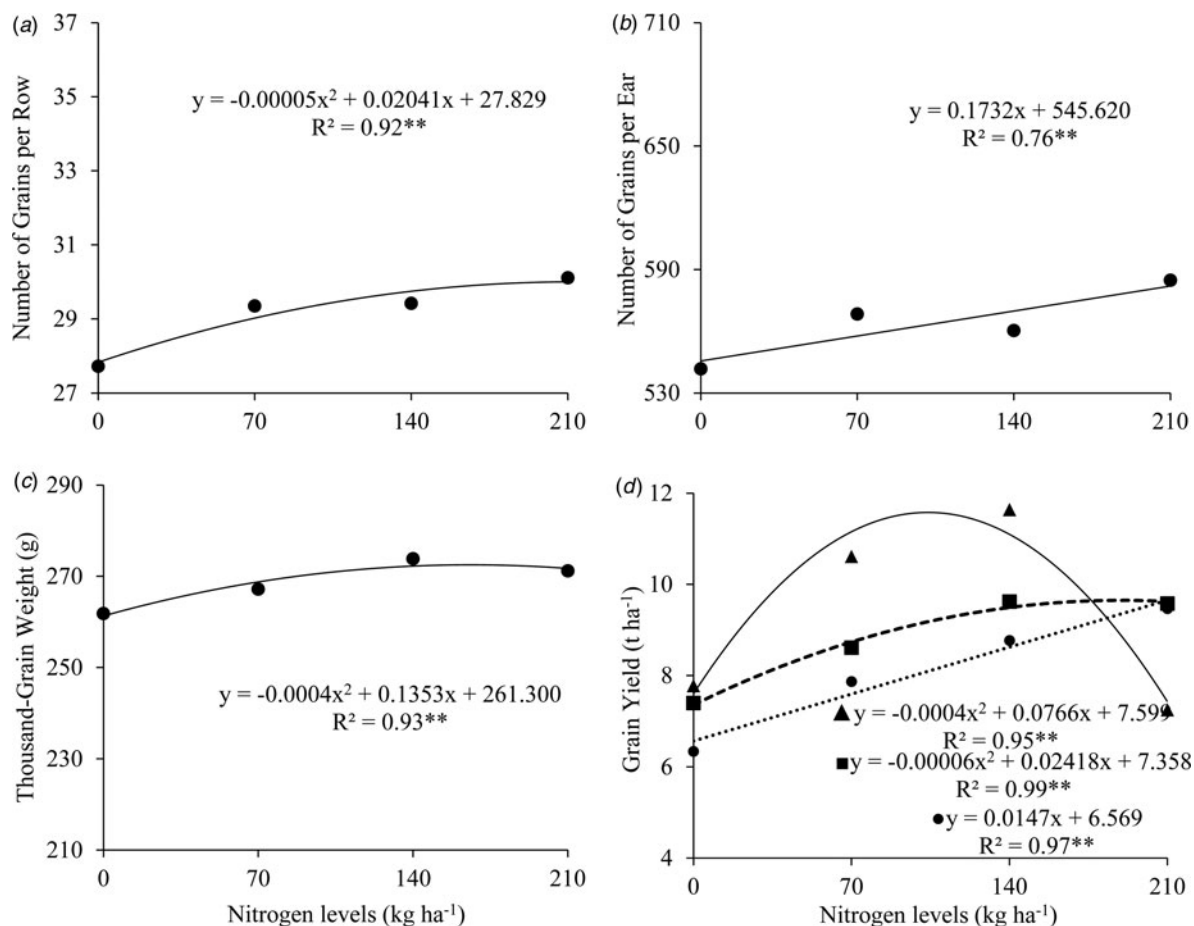 (a)
37
35
33
31
29
27
Number of Grains per Row
y = -0.00005x² + 0.02041x + 27.829
R² = 0.92**
0 70 140 210
(b)
710
650
590
530
Number of Grains per Ear
y = 0.1732x + 545.620
R² = 0.76**
0 70 140 210
(c)
290
270
250
230
210
Thousand-Grain Weight (g)
y = -0.0004x² + 0.1353x + 261.300
R² = 0.93**
0 70 140 210
Nitrogen levels (kg ha⁻¹)
(d)
12
10
8
6
4
Grain Yield (t ha⁻¹)
▲ y = -0.0004x² + 0.0766x + 7.599
R² = 0.95**
■ y = -0.00006x² + 0.02418x + 7.358
R² = 0.99**
● y = 0.0147x + 6.569
R² = 0.97**
0 70 140 210
Nitrogen levels (kg ha⁻¹)